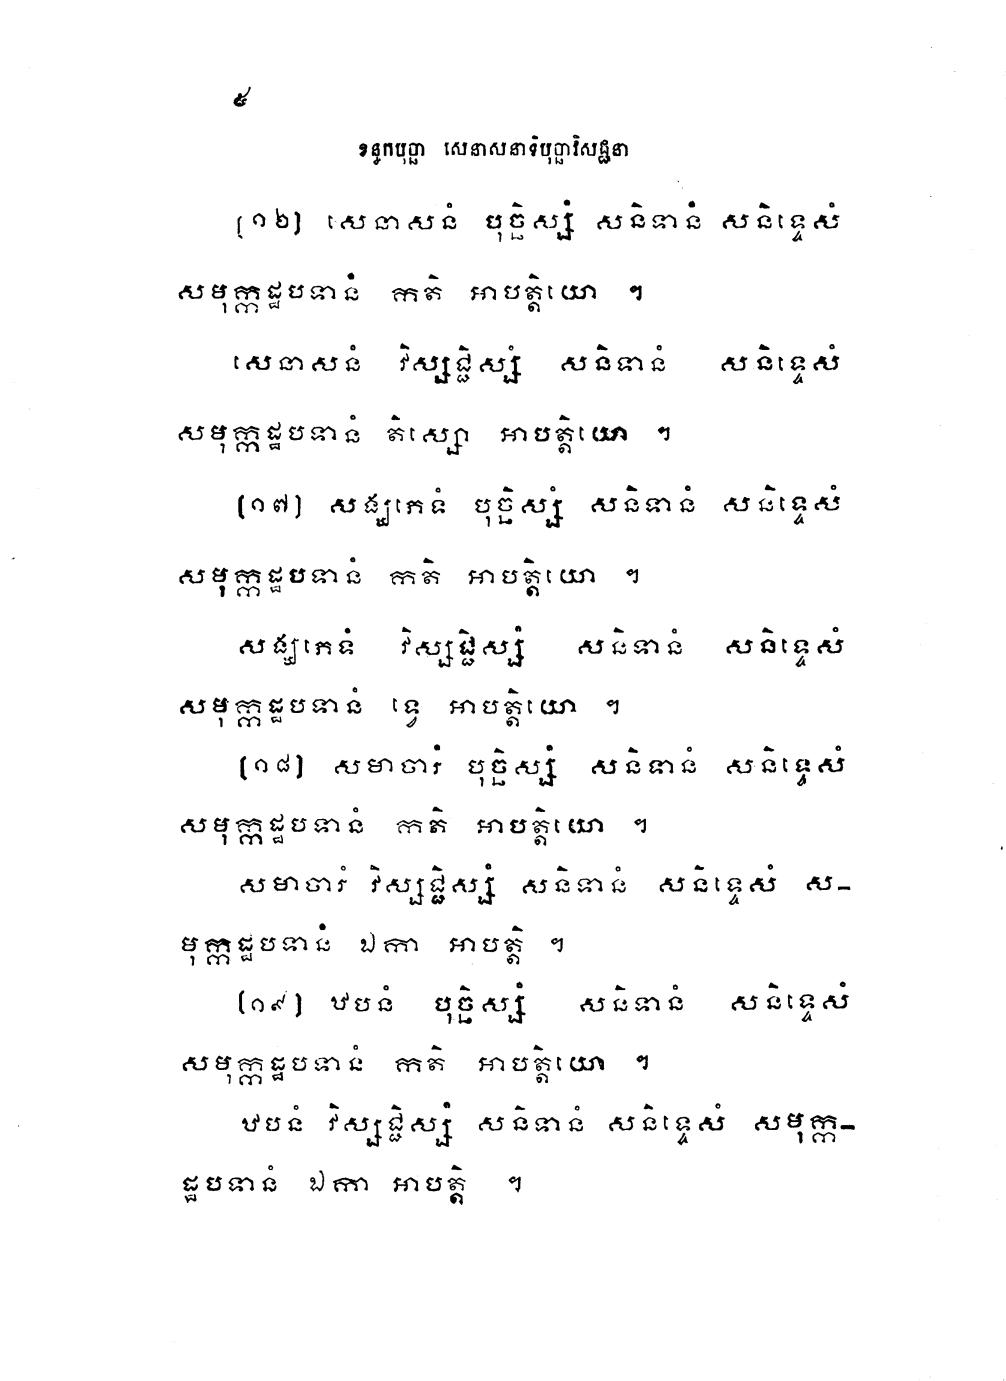 ៥
ខន្ធកបុច្ឆា សេនាសនាទិបុច្ឆាវិសជ្ជនា
[១៦] សេនាសនំ បុច្ឆិស្សំ សនិទានំ សនិទ្ទេសំ
សមុក្កដ្ឋបទានំ កតិ អាបត្តិយោ ។
សេនាសនំ វិស្សជ្ជិស្សំ សនិទានំ សនិទ្ទេសំ
សមុក្កដ្ឋបទានំ តិស្សោ អាបត្តិយោ ។
[១៧] សង្ឃភេទំ បុច្ឆិស្សំ សនិទានំ សនិទ្ទេសំ
សមុក្កដ្ឋបទានំ កតិ អាបត្តិយោ ។
សង្ឃភេទំ វិស្សជ្ជិស្សំ សនិទានំ សនិទ្ទេសំ
សមុក្កដ្ឋបទានំ ទ្វេ អាបត្តិយោ ។
[១៨] សមាចារំ បុច្ឆិស្សំ សនិទានំ សនិទ្ទេសំ
សមុក្កដ្ឋបទានំ កតិ អាបត្តិយោ ។
សមាចារំ វិស្សជ្ជិស្សំ សនិទានំ សនិទ្ទេសំ ស-
មុក្កដ្ឋបទានំ ឯកា អាបត្តិ ។
[១៩] ឋបនំ បុច្ឆិស្សំ សនិទានំ សនិទ្ទេសំ
សមុក្កដ្ឋបទានំ កតិ អាបត្តិយោ ។
ឋបនំ វិស្សជ្ជិស្សំ សនិទានំ សនិទ្ទេសំ សមុក្ក-
ដ្ឋបទានំ ឯកា អាបត្តិ ។